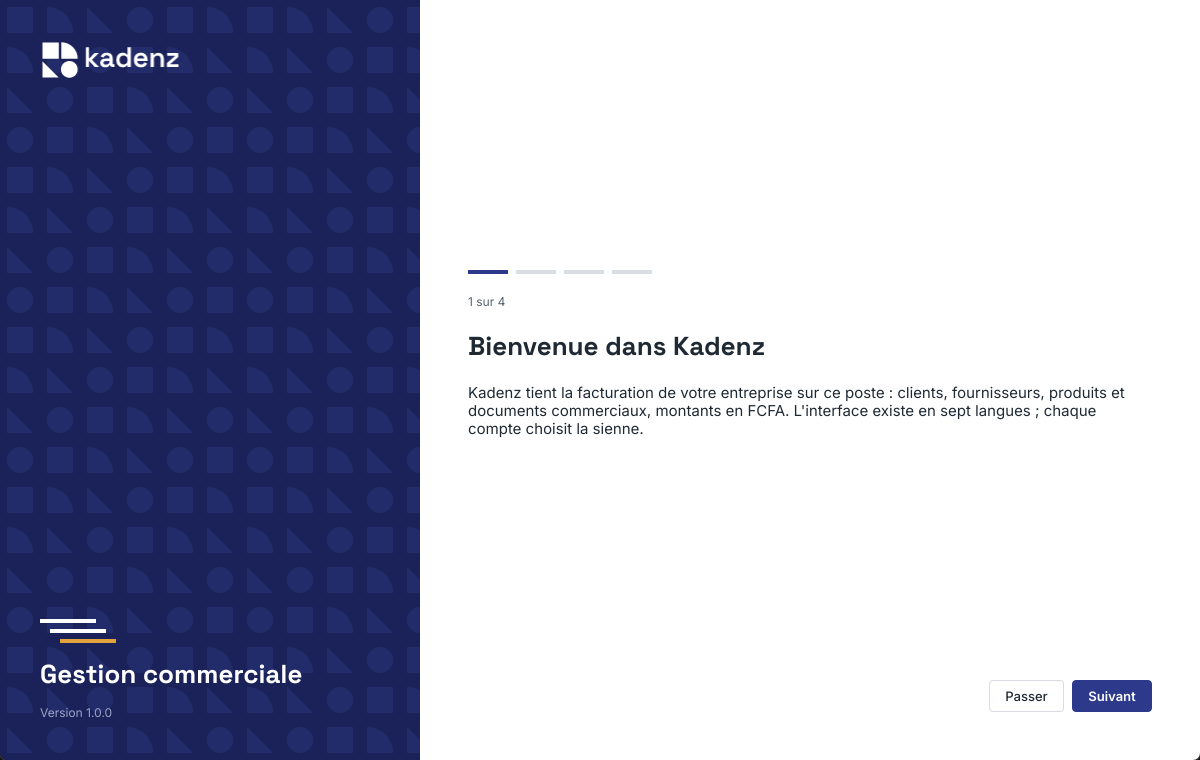 kadenz
Gestion commerciale
Version 1.0.0
1 sur 4
Bienvenue dans Kadenz
Kadenz tient la facturation de votre entreprise sur ce poste : clients, fournisseurs, produits et
documents commerciaux, montants en FCFA. L'interface existe en sept langues ; chaque
compte choisit la sienne.
Passer
Suivant